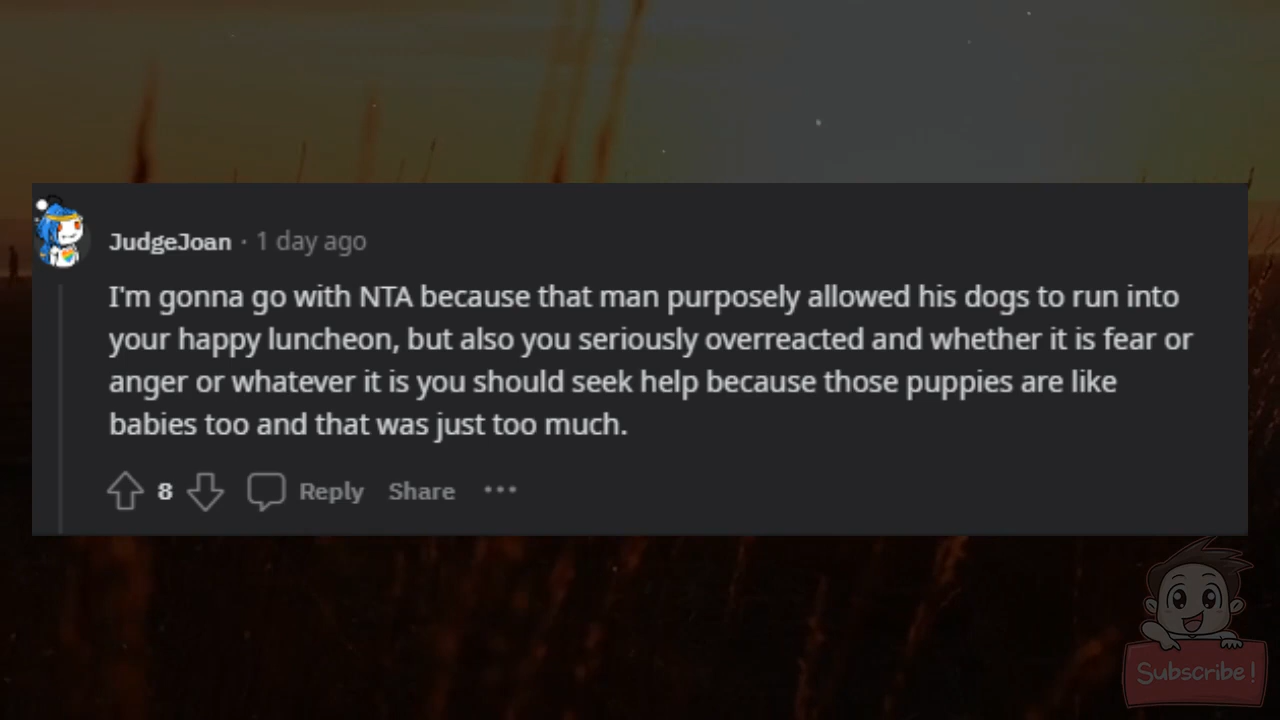 JudgeJoan · 1 day ago
I'm gonna go with NTA because that man purposely allowed his dogs to run into
your happy luncheon, but also you seriously overreacted and whether it is fear or
anger or whatever it is you should seek help because those puppies are like
babies too and that was just too much.
8 Reply Share ···
Subscribe!